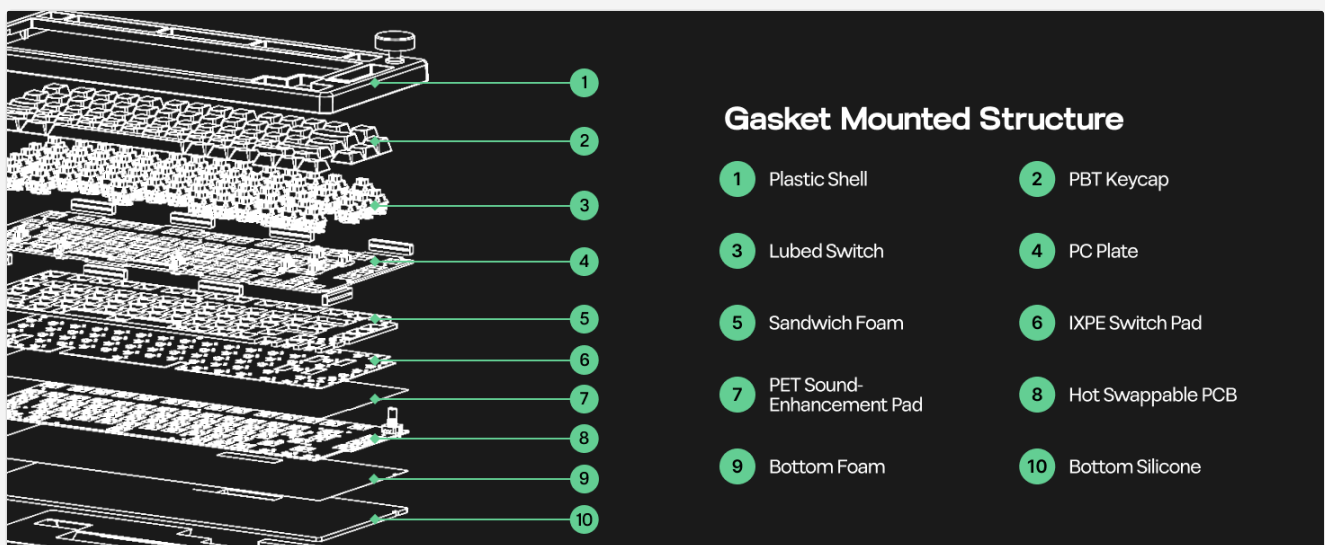 1
2
3
4
5
6
7
8
9
10
Gasket Mounted Structure
1 Plastic Shell
2 PBT Keycap
3 Lubed Switch
4 PC Plate
5 Sandwich Foam
6 IXPE Switch Pad
7 PET Sound-
Enhancement Pad
8 Hot Swappable PCB
9 Bottom Foam
10 Bottom Silicone